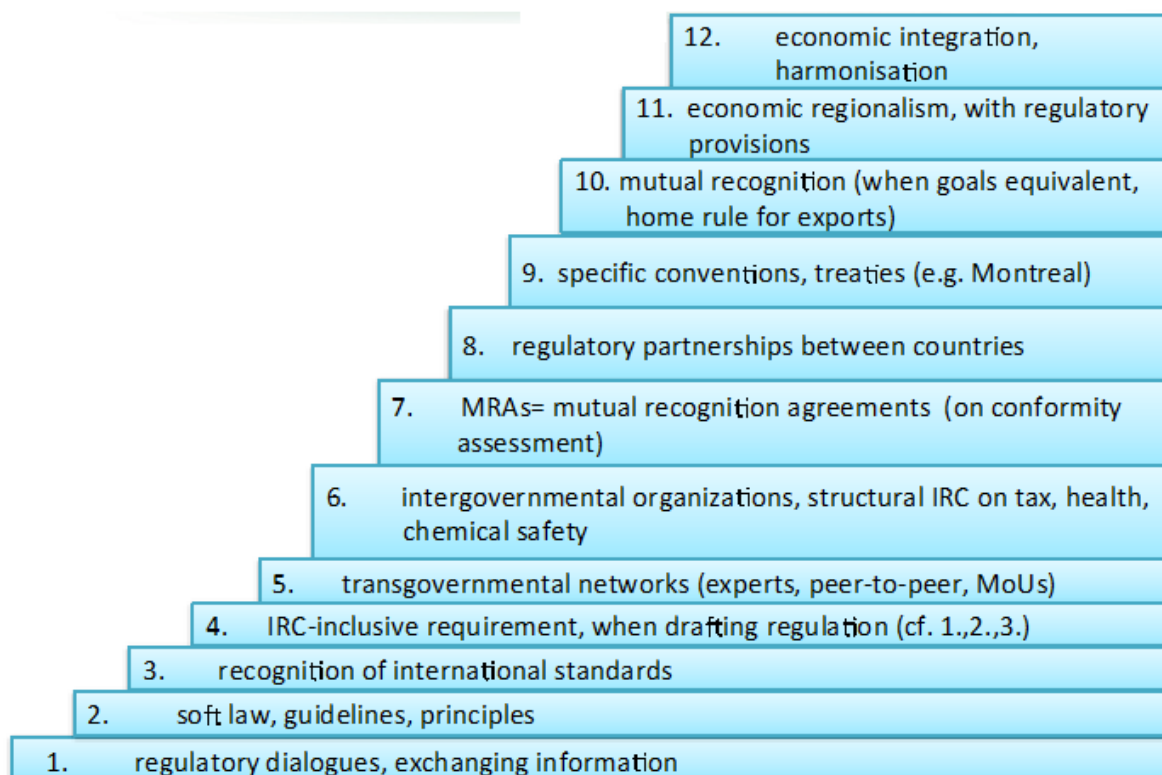 12. economic integration,
harmonisation
11. economic regionalism, with regulatory
provisions
10. mutual recognition (when goals equivalent,
home rule for exports)
9. specific conventions, treaties (e.g. Montreal)
8. regulatory partnerships between countries
7. MRAs= mutual recognition agreements (on conformity
assessment)
6. intergovernmental organizations, structural IRC on tax, health,
chemical safety
5. transgovernmental networks (experts, peer-to-peer, MoUs)
4. IRC-inclusive requirement, when drafting regulation (cf. 1.,2.,3.)
3. recognition of international standards
2. soft law, guidelines, principles
1. regulatory dialogues, exchanging information